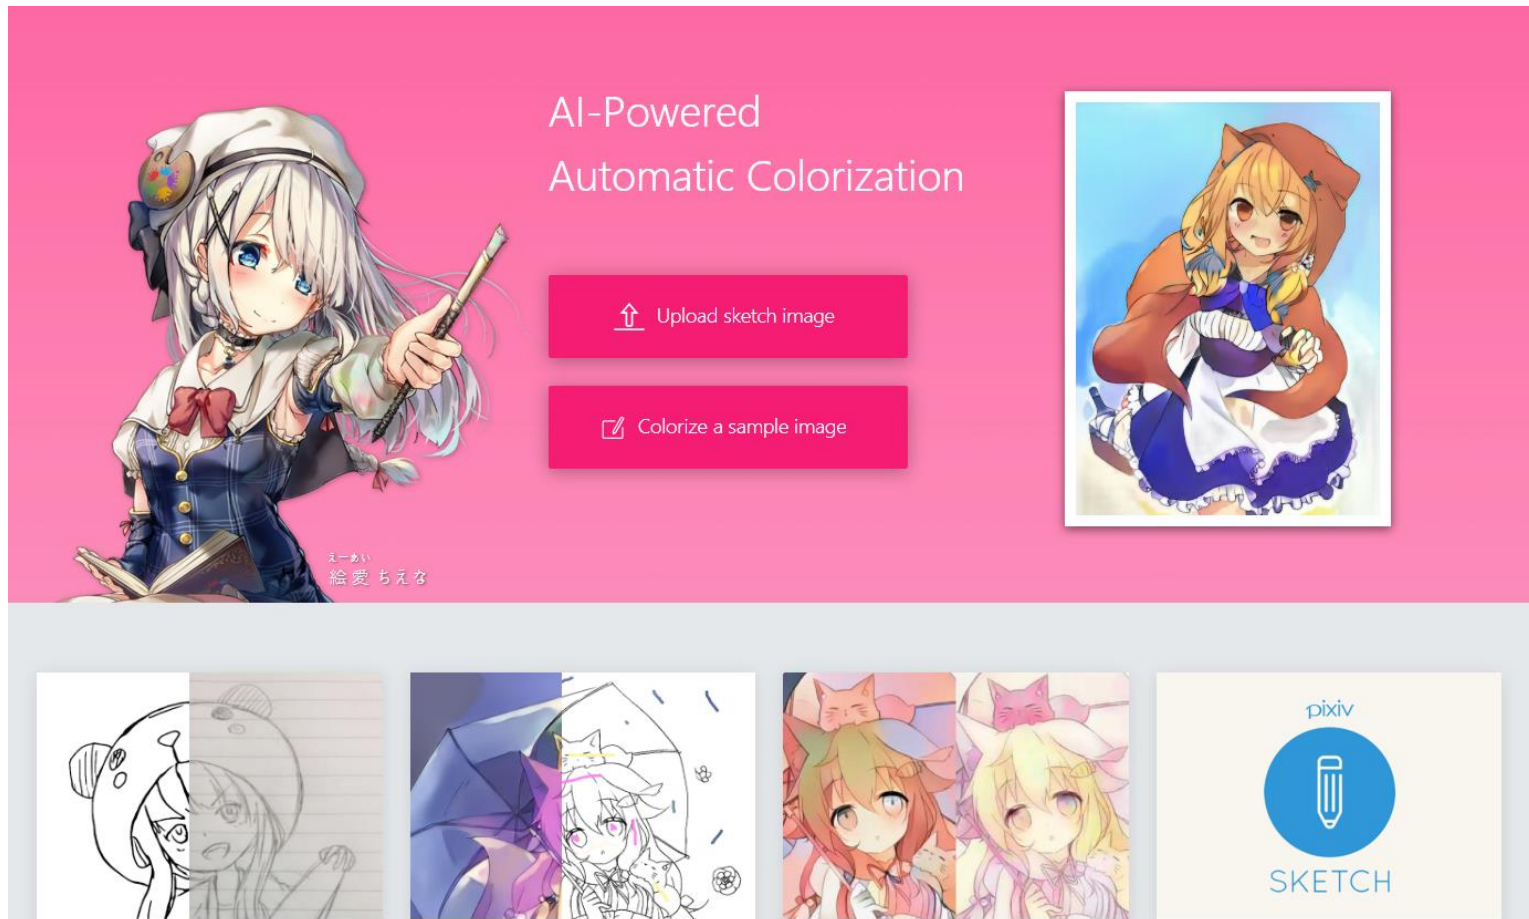 AI-Powered
Automatic Colorization
Upload sketch image
Colorize a sample image
えーあい
絵愛ちえな
pixiv
SKETCH